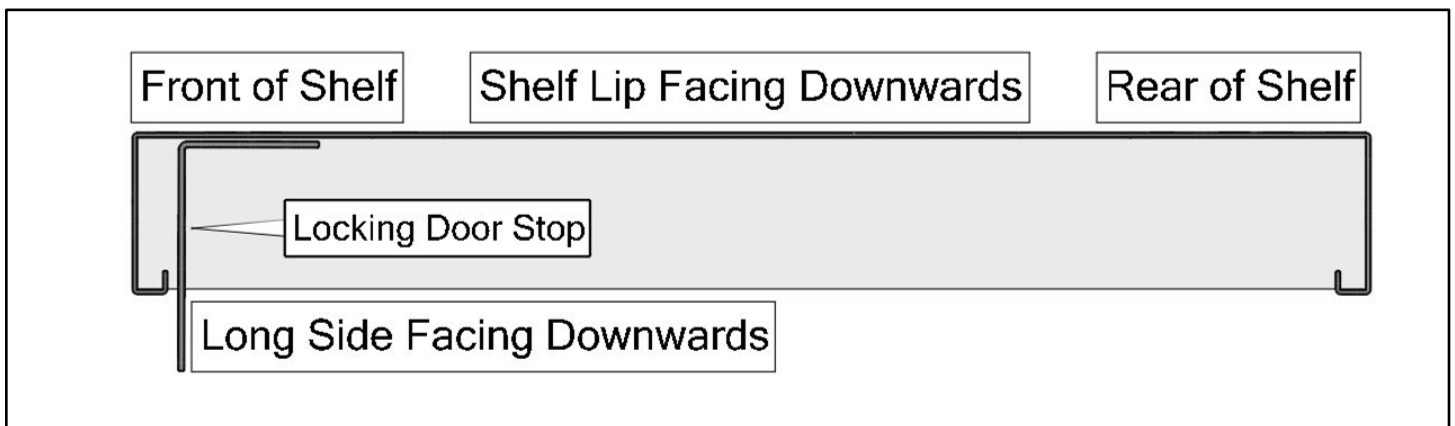 Front of Shelf
Shelf Lip Facing Downwards
Rear of Shelf
Locking Door Stop
Long Side Facing Downwards